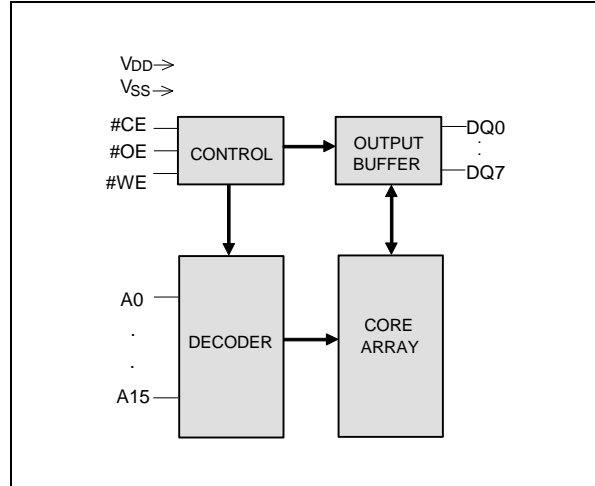 VDD
VSS
#CE
#OE
#WE
CONTROL
OUTPUT
BUFFER
DQ0
.
.
DQ7
A0
.
.
A15
DECODER
CORE
ARRAY